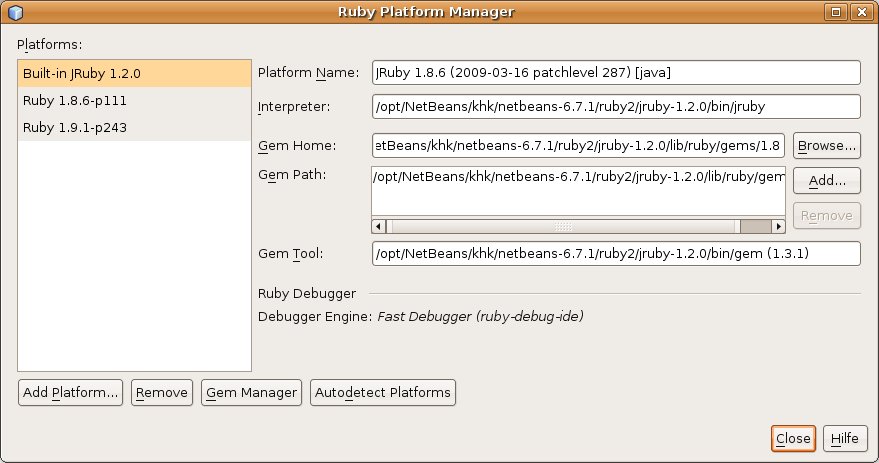 Ruby Platform Manager
Platforms:
Built-in JRuby 1.2.0
Ruby 1.8.6-p111
Ruby 1.9.1-p243
Platform Name: JRuby 1.8.6 (2009-03-16 patchlevel 287) [java]
Interpreter: /opt/NetBeans/khk/netbeans-6.7.1/ruby2/jruby-1.2.0/bin/jruby
Gem Home: etBeans/khk/netbeans-6.7.1/ruby2/jruby-1.2.0/lib/ruby/gems/1.8 Browse...
Gem Path: /opt/NetBeans/khk/netbeans-6.7.1/ruby2/jruby-1.2.0/lib/ruby/gem Add...
Remove
Gem Tool: /opt/NetBeans/khk/netbeans-6.7.1/ruby2/jruby-1.2.0/bin/gem (1.3.1)
Ruby Debugger
Debugger Engine: Fast Debugger (ruby-debug-ide)
Add Platform... Remove Gem Manager Autodetect Platforms
Close Hilfe